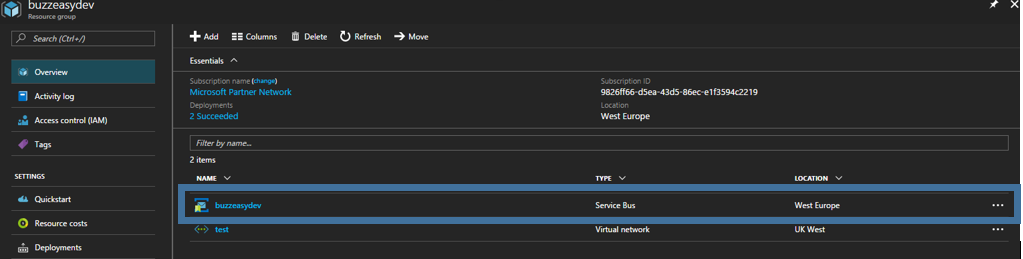 buzzeasydev
Resource group
Search (Ctrl+/)
Overview
Activity log
Access control (IAM)
Tags
SETTINGS
Quickstart
Resource costs
Deployments
Add Columns Delete Refresh Move
Essentials
Subscription name (change)
Microsoft Partner Network
Deployments
2 Succeeded
Subscription ID
9826ff66-d5ea-43d5-86ec-e1f3594c2219
Location
West Europe
Filter by name...
2 items
NAME TYPE LOCATION
buzzeasydev Service Bus West Europe ...
test Virtual network UK West ...